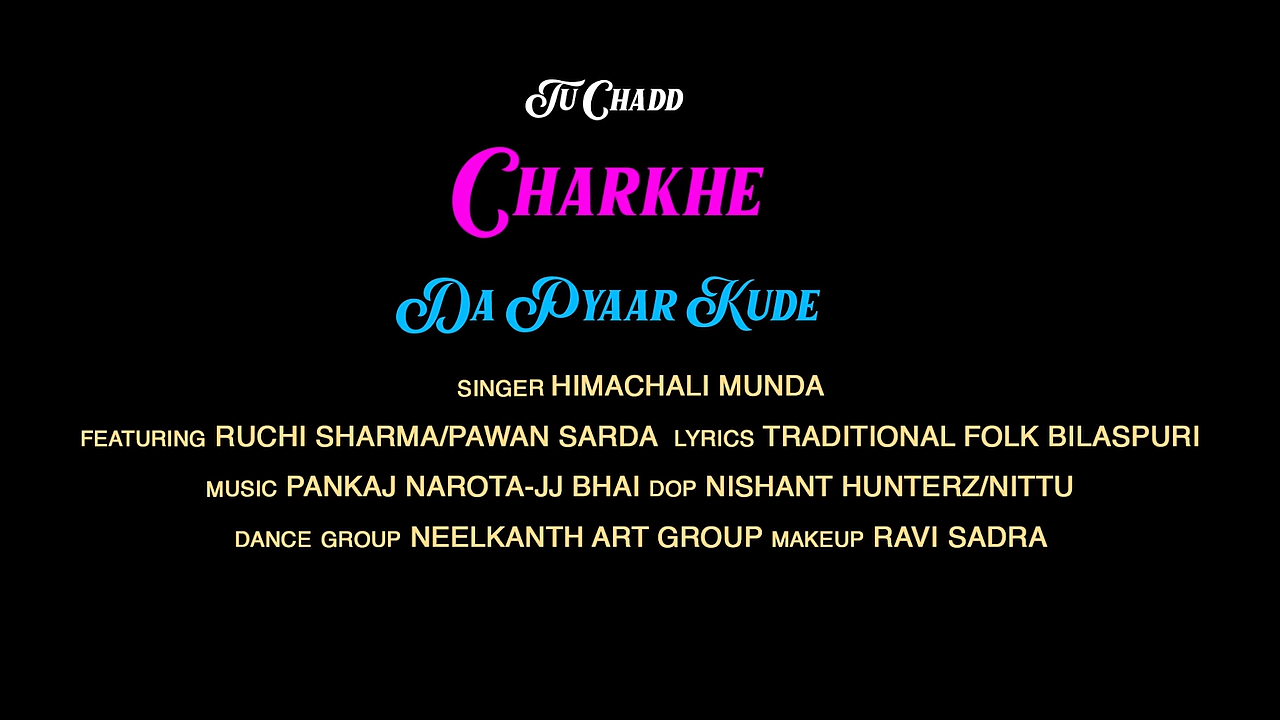 Tu Chadd
Charkhe
Da Pyaar Kude
SINGER HIMACHALI MUNDA
FEATURING RUCHI SHARMA/PAWAN SARDA LYRICS TRADITIONAL FOLK BILASPURI
MUSIC PANKAJ NAROTA-JJ BHAI DOP NISHANT HUNTERZ/NITTU
DANCE GROUP NEELKANTH ART GROUP MAKEUP RAVI SADRA